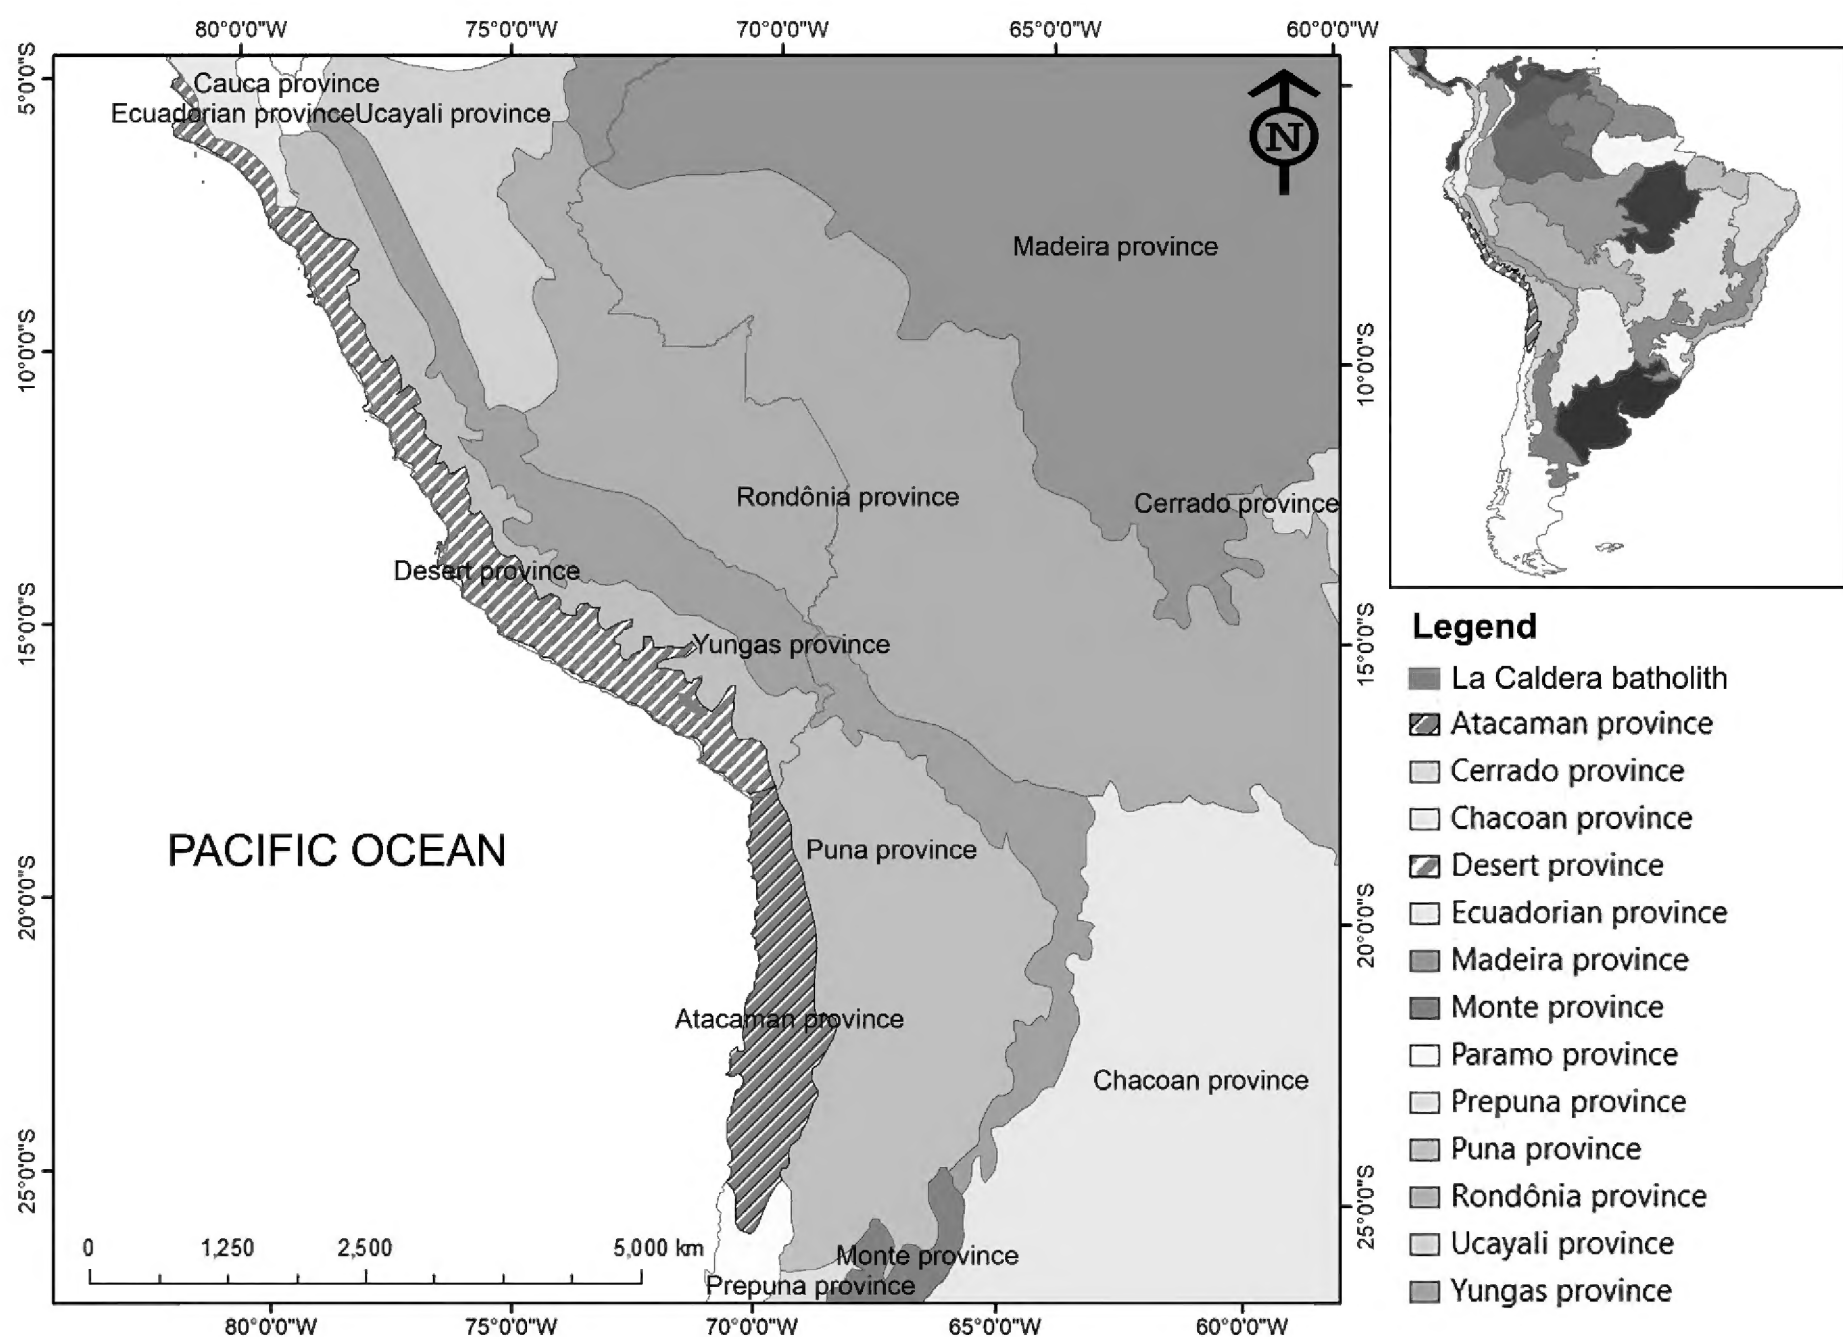 80°0'0"W 75°0'0"W 70°0'0"W 65°0'0"W 60°0'0"W
5°0'0"S
10°0'0"S
15°0'0"S
20°0'0"S
25°0'0"S
Cauca province
Ecuadorian province
Ucayali province
N
Madeira province
Rondônia province
Cerrado province
Desert province
Yungas province
PACIFIC OCEAN
Puna province
Atacaman province
Chacoan province
Monte province
Prepuna province
0 1,250 2,500 5,000 km
10°0'0"S
15°0'0"S
20°0'0"S
25°0'0"S
80°0'0"W 75°0'0"W 70°0'0"W 65°0'0"W 60°0'0"W
Legend
La Caldera batholith
Atacaman province
Cerrado province
Chacoan province
Desert province
Ecuadorian province
Madeira province
Monte province
Paramo province
Prepuna province
Puna province
Rondônia province
Ucayali province
Yungas province